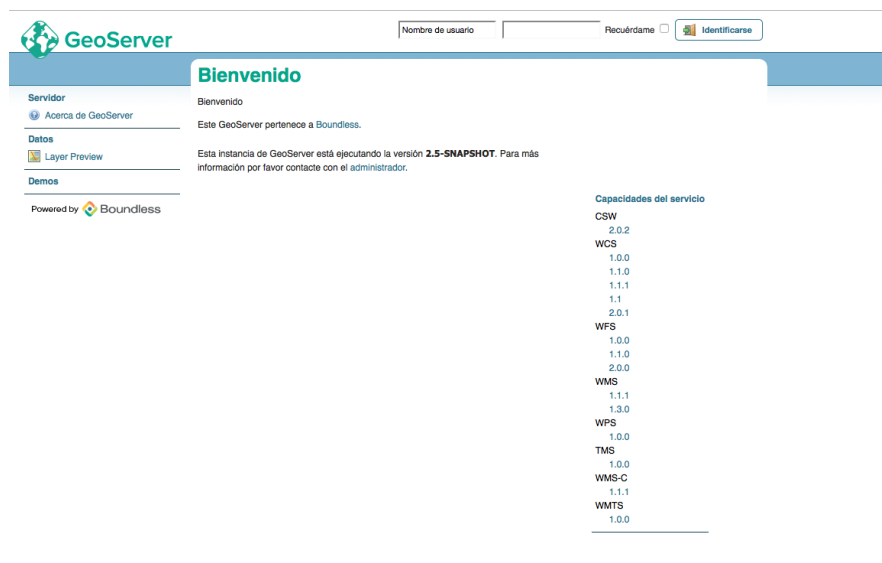 GeoServer
Nombre de usuario
Recuérdame
Identificarse
Bienvenido
Servidor
Acerca de GeoServer
Datos
Layer Preview
Demos
Powered by Boundless
Bienvenido
Este GeoServer pertenece a Boundless.
Esta instancia de GeoServer está ejecutando la versión 2.5-SNAPSHOT. Para más
información por favor contacte con el administrador.
Capacidades del servicio
CSW
2.0.2
WCS
1.0.0
1.1.0
1.1.1
1.1
2.0.1
WFS
1.0.0
1.1.0
2.0.0
WMS
1.1.1
1.3.0
WPS
1.0.0
TMS
1.0.0
WMS-C
1.1.1
WMTS
1.0.0